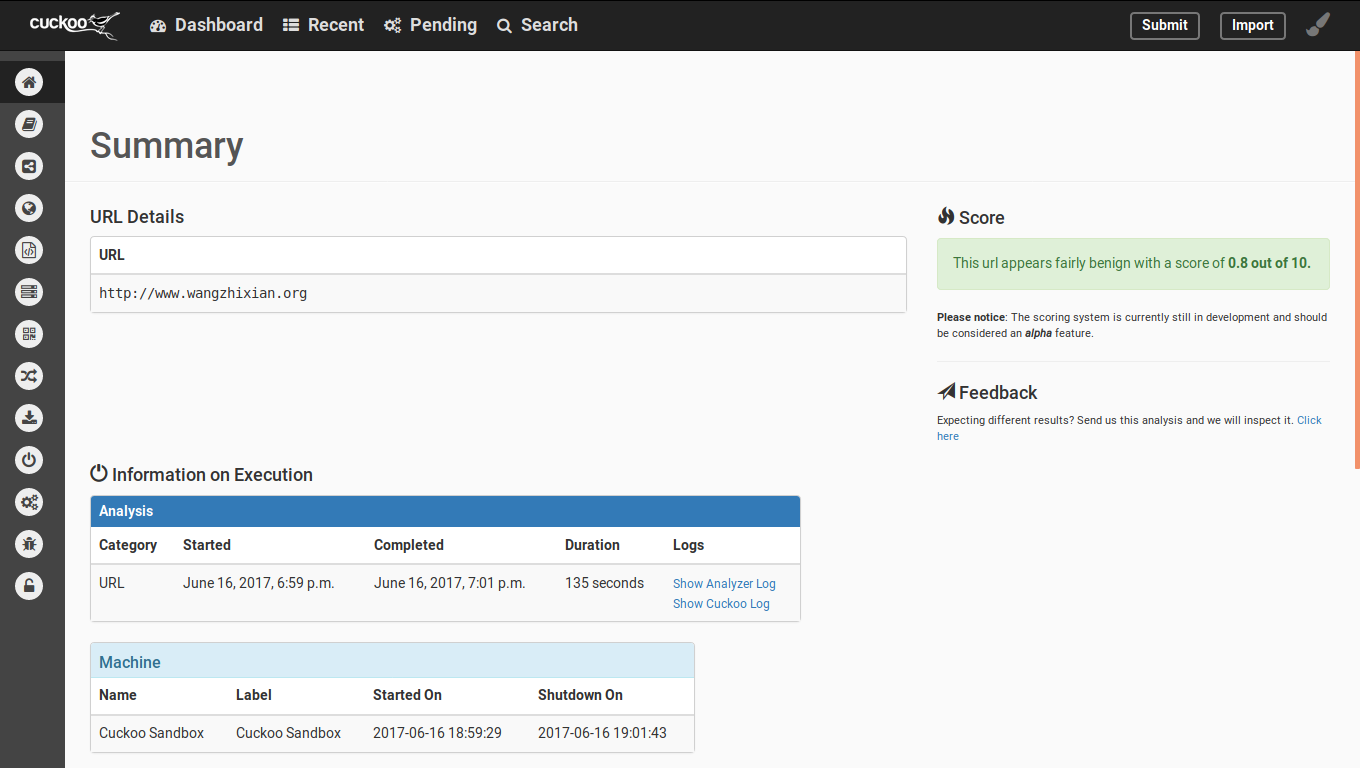 cuckoo Dashboard Recent Pending Search Submit Import
Summary
URL Details
URL
http://www.wangzhixian.org
Score
This url appears fairly benign with a score of 0.8 out of 10.
Please notice: The scoring system is currently still in development and should
be considered an alpha feature.
Feedback
Expecting different results? Send us this analysis and we will inspect it. Click
here
Information on Execution
Analysis
Category Started Completed Duration Logs
URL June 16, 2017, 6:59 p.m. June 16, 2017, 7:01 p.m. 135 seconds Show Analyzer Log
Show Cuckoo Log
Machine
Name Label Started On Shutdown On
Cuckoo Sandbox Cuckoo Sandbox 2017-06-16 18:59:29 2017-06-16 19:01:43